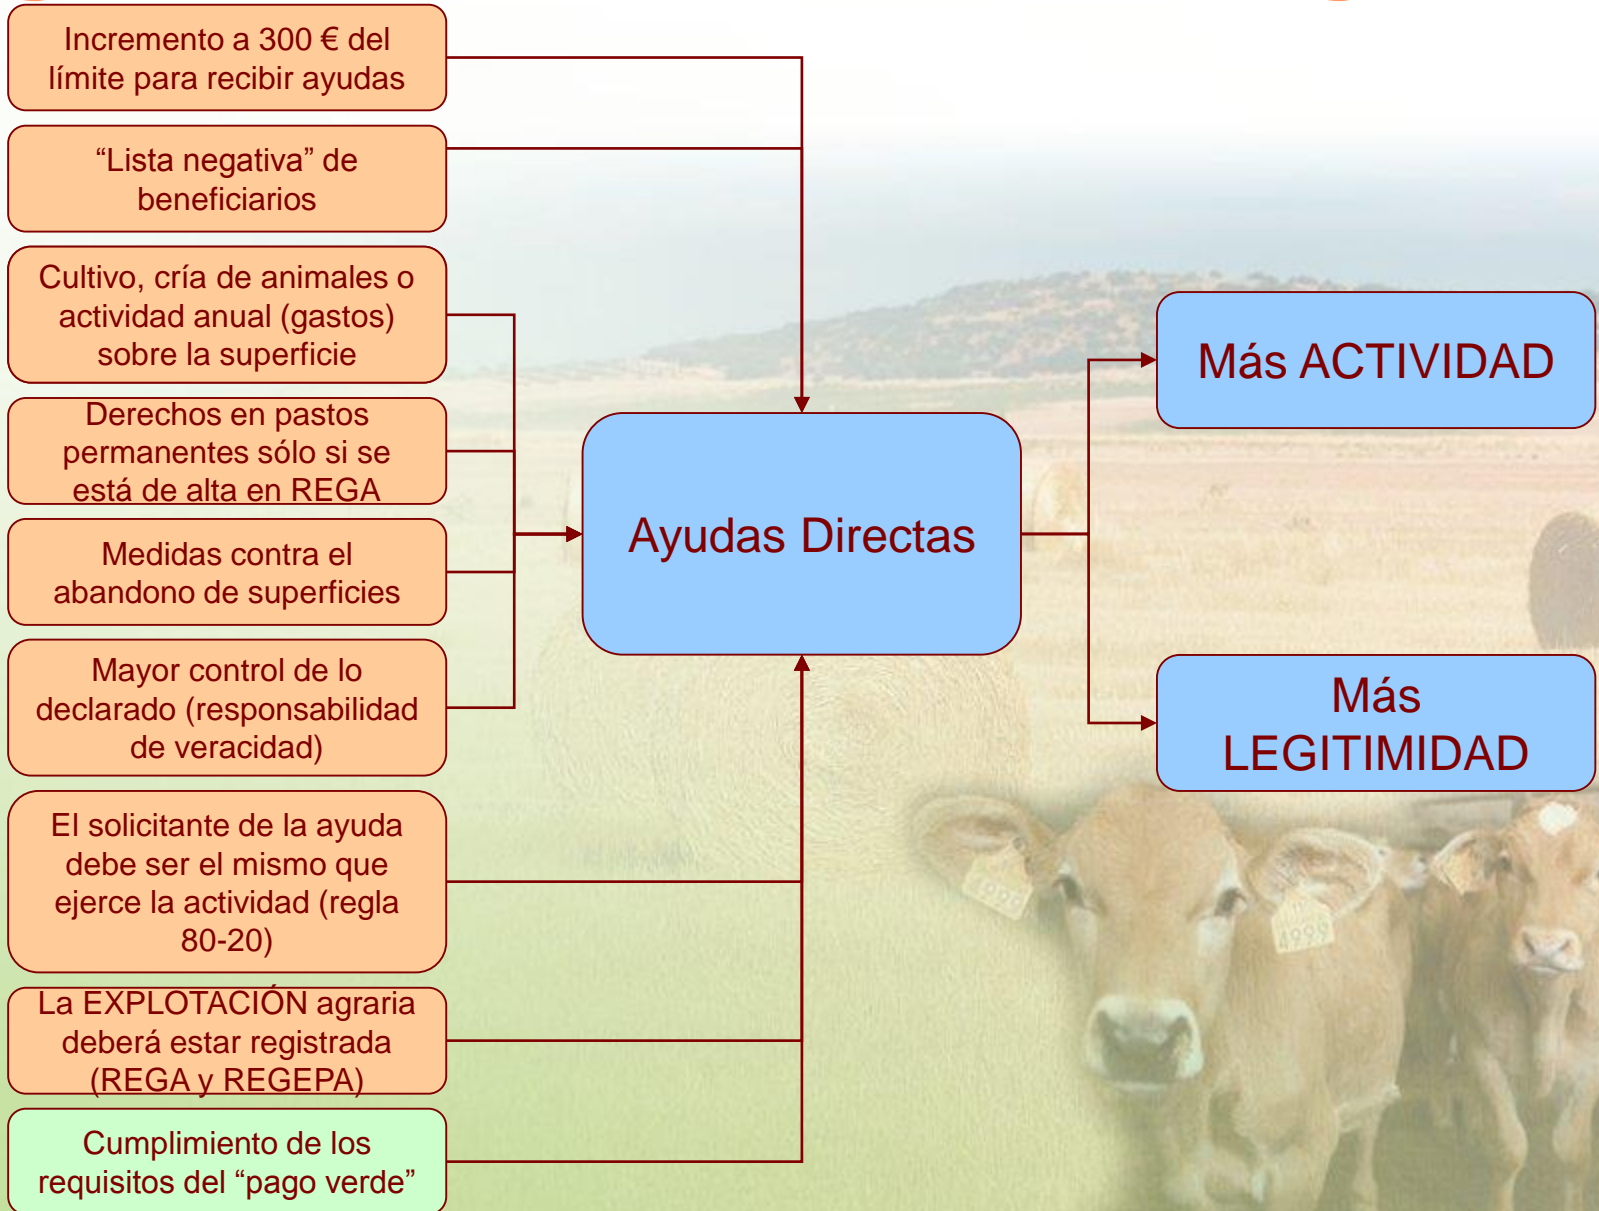 Incremento a 300 € del
límite para recibir ayudas
“Lista negativa” de
beneficiarios
Cultivo, cría de animales o
actividad anual (gastos)
sobre la superficie
Derechos en pastos
permanentes sólo si se
está de alta en REGA
Medidas contra el
abandono de superficies
Mayor control de lo
declarado (responsabilidad
de veracidad)
El solicitante de la ayuda
debe ser el mismo que
ejerce la actividad (regla
80-20)
La EXPLOTACIÓN agraria
deberá estar registrada
(REGA y REGEPA)
Cumplimiento de los
requisitos del “pago verde”
Ayudas Directas
Más ACTIVIDAD
Más
LEGITIMIDAD